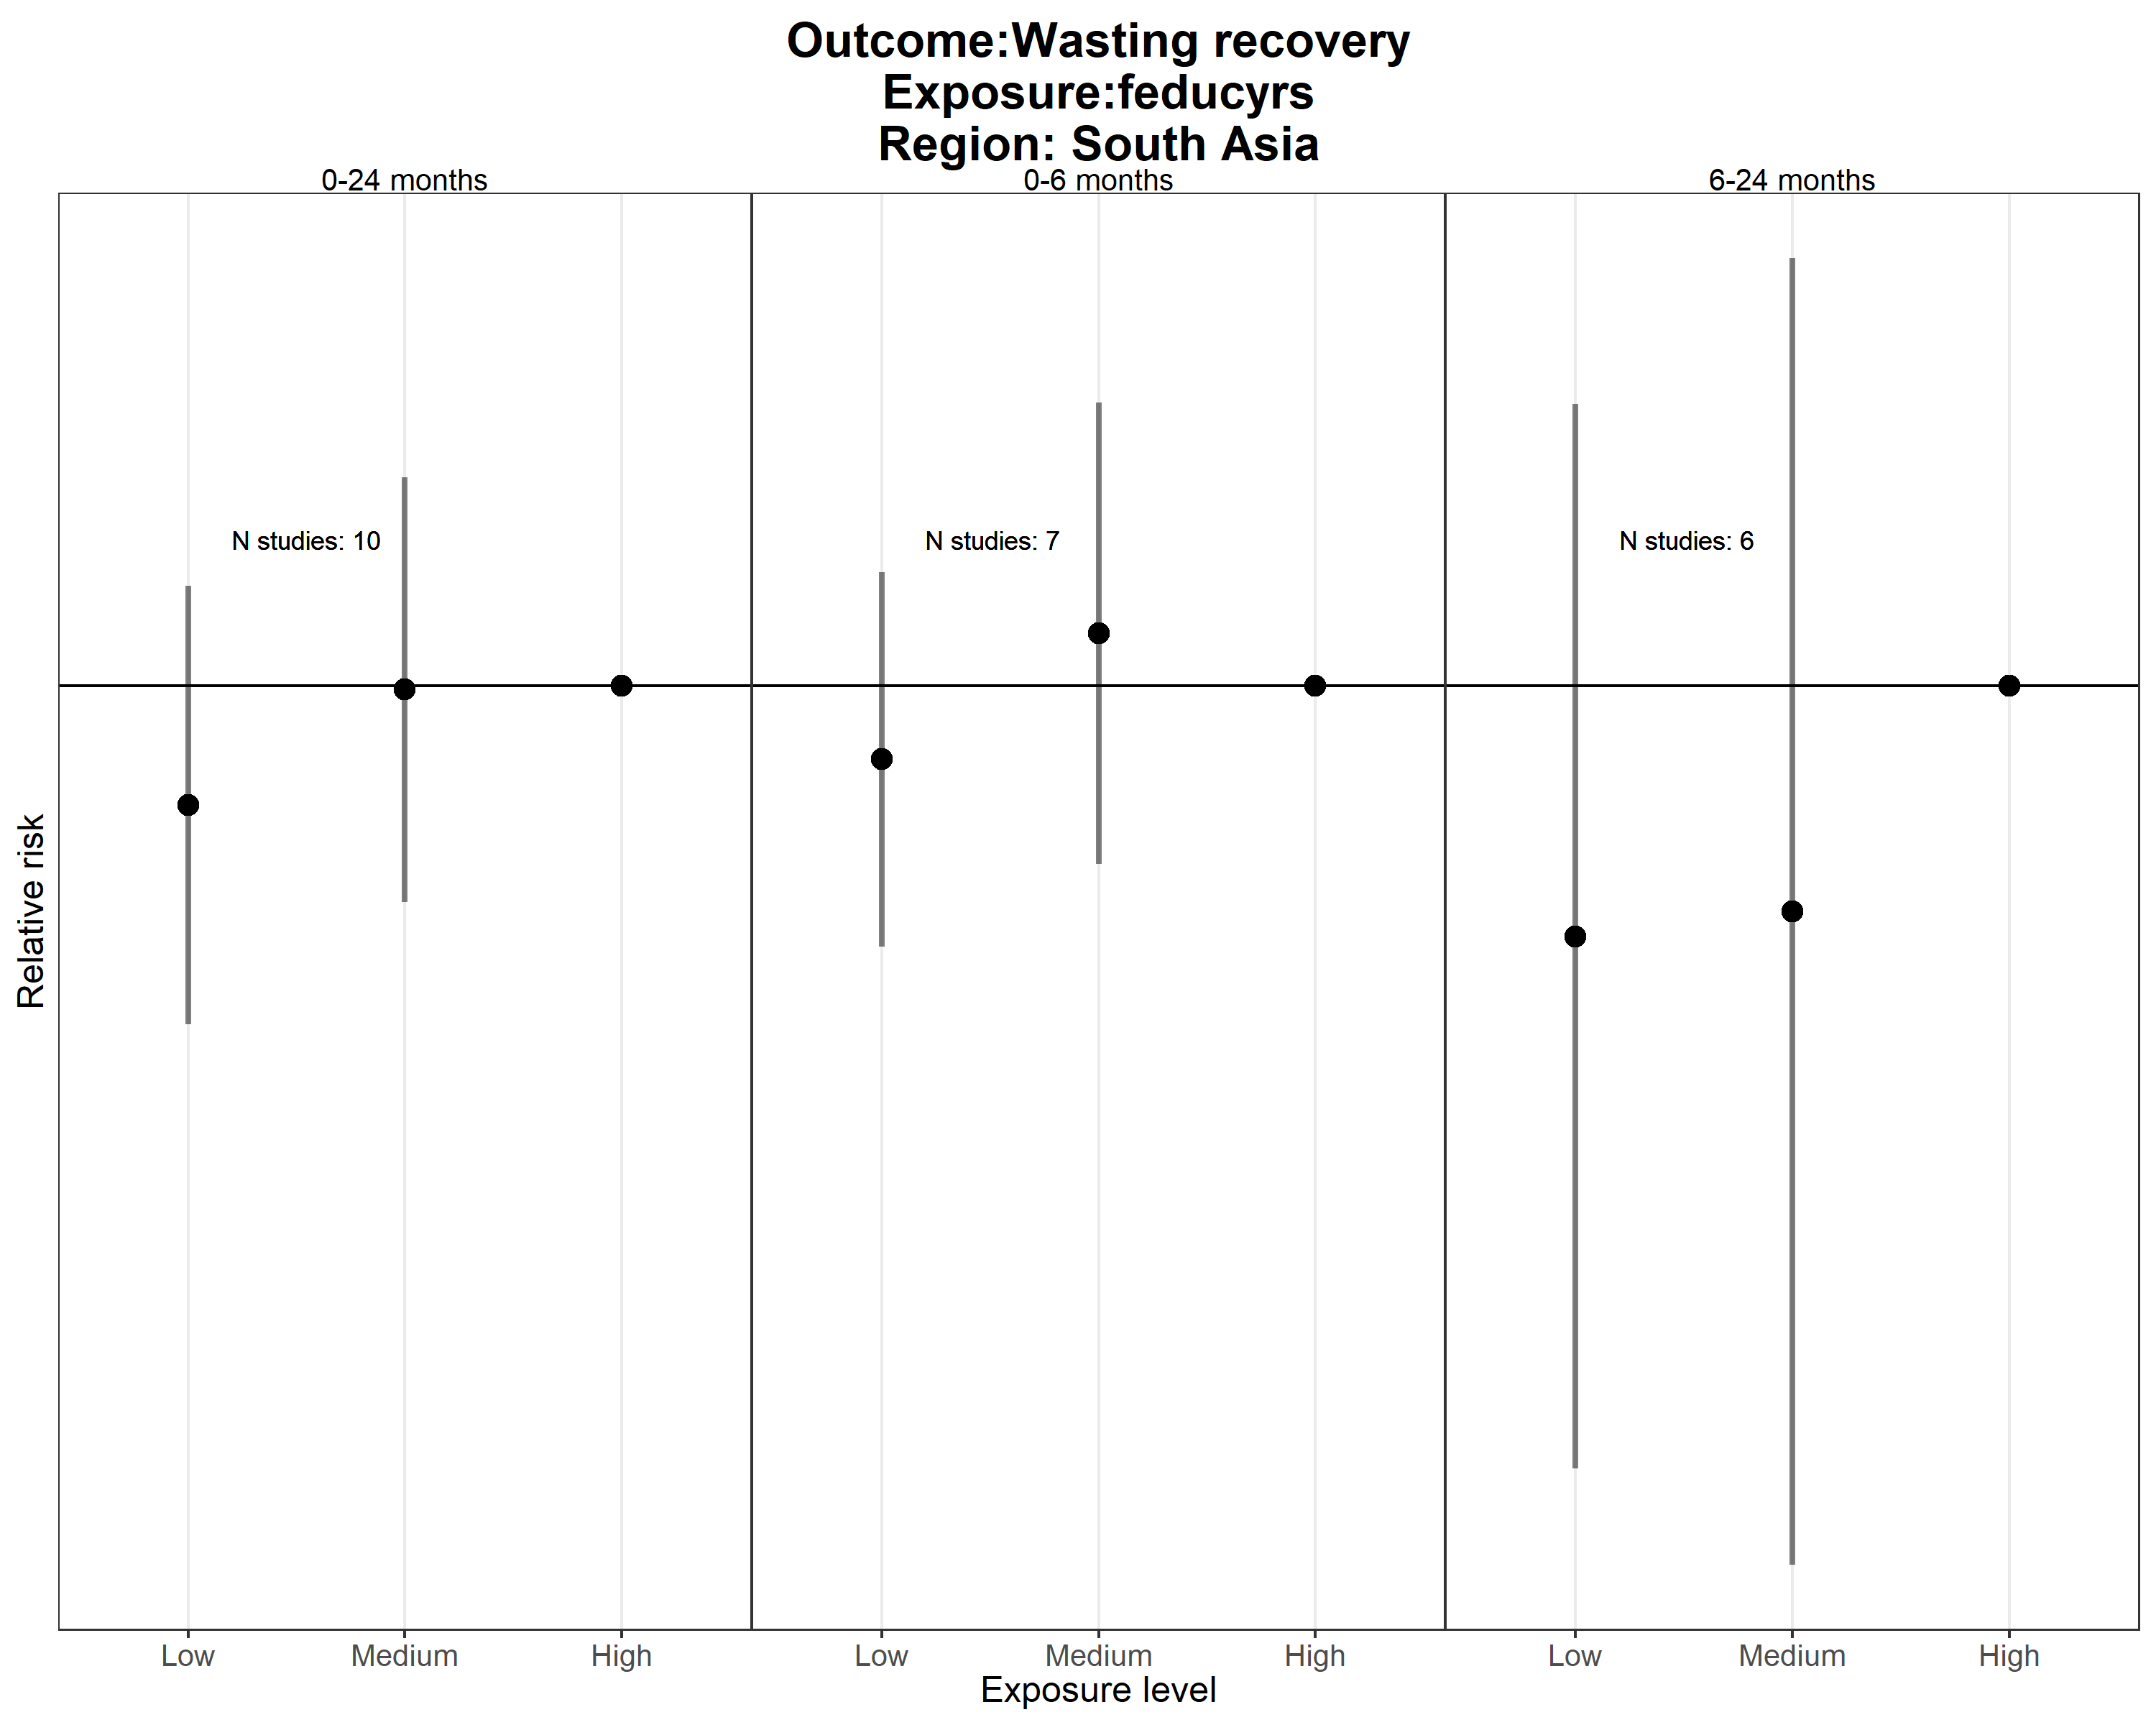 Outcome:Wasting recovery
Exposure:feducyrs
Region: South Asia
0-24 months
0-6 months
6-24 months
N studies: 10
N studies: 7
N studies: 6
Relative risk
Low
Medium
High
Low
Medium
High
Low
Medium
High
Exposure level